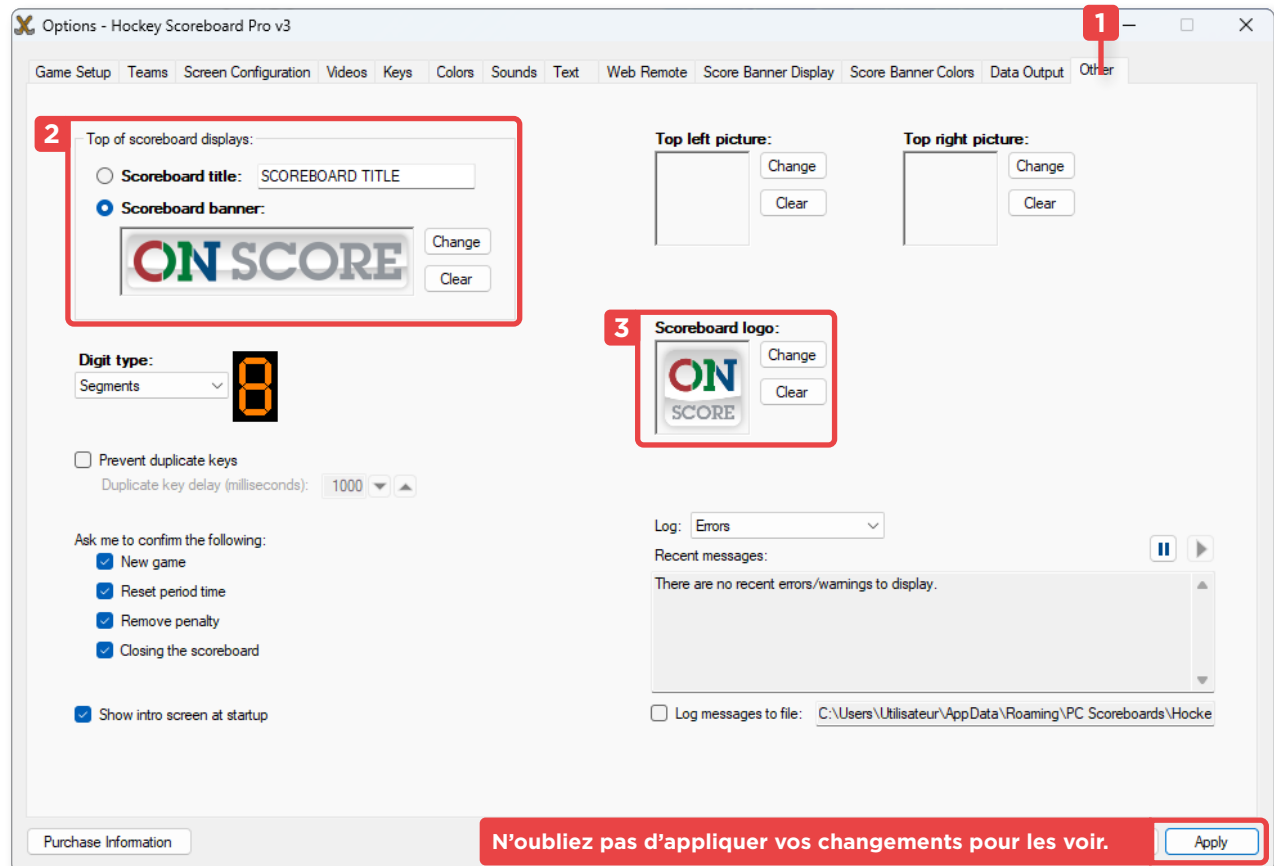 Options - Hockey Scoreboard Pro v3
1
Game Setup Teams Screen Configuration Videos Keys Colors Sounds Text Web Remote Score Banner Display Score Banner Colors Data Output Other
2
Top of scoreboard displays:
Scoreboard title: SCOREBOARD TITLE
Scoreboard banner:
ON SCORE
Change
Clear
Top left picture:
Change
Clear
Top right picture:
Change
Clear
3
Scoreboard logo:
ON
SCORE
Change
Clear
Digit type:
Segments
8
Prevent duplicate keys
Duplicate key delay (milliseconds): 1000
Ask me to confirm the following:
New game
Reset period time
Remove penalty
Closing the scoreboard
Show intro screen at startup
Log: Errors
Recent messages:
There are no recent errors/warnings to display.
Log messages to file: C:\Users\Utilisateur\AppData\Roaming\PC Scoreboards\Hocke
Purchase Information
N'oubliez pas d'appliquer vos changements pour les voir.
Apply